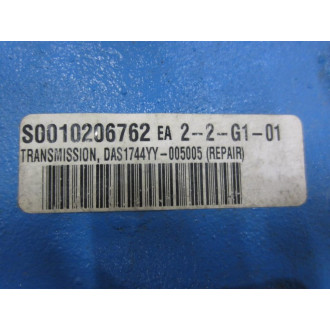 S0010206762 EA 2-2-G1-01
TRANSMISSION, DAS1744YY-005005 (REPAIR)